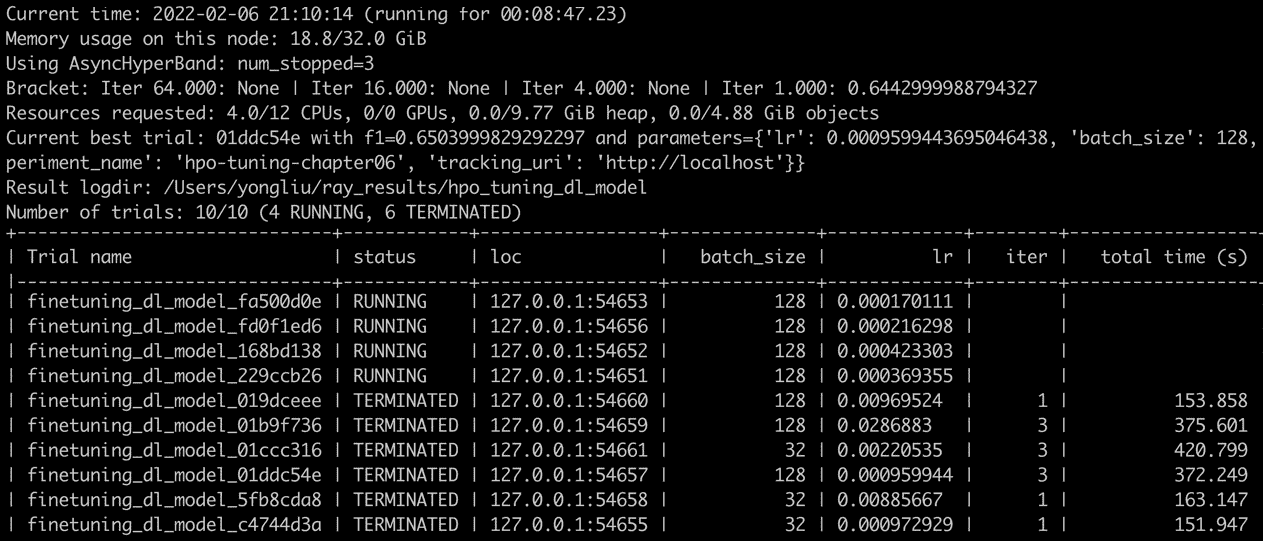 Current time: 2022-02-06 21:10:14 (running for 00:08:47.23)
Memory usage on this node: 18.8/32.0 GiB
Using AsyncHyperBand: num_stopped=3
Bracket: Iter 64.000: None | Iter 16.000: None | Iter 4.000: None | Iter 1.000: 0.6442999988794327
Resources requested: 4.0/12 CPUs, 0/0 GPUs, 0.0/9.77 GiB heap, 0.0/4.88 GiB objects
Current best trial: 01ddc54e with f1=0.6503999829292297 and parameters={'lr': 0.0009599443695046438, 'batch_size': 128,
periment_name': 'hpo-tuning-chapter06', 'tracking_uri': 'http://localhost'}}
Result logdir: /Users/yongliu/ray_results/hpo_tuning_dl_model
Number of trials: 10/10 (4 RUNNING, 6 TERMINATED)
| Trial name | status | loc | batch_size | lr | iter | total time (s)
| finetuning_dl_model_fa500d0e | RUNNING | 127.0.0.1:54653 | 128 | 0.000170111 | |
| finetuning_dl_model_fd0f1ed6 | RUNNING | 127.0.0.1:54656 | 128 | 0.000216298 | |
| finetuning_dl_model_168bd138 | RUNNING | 127.0.0.1:54652 | 128 | 0.000423303 | |
| finetuning_dl_model_229ccb26 | RUNNING | 127.0.0.1:54651 | 128 | 0.000369355 | |
| finetuning_dl_model_019dceee | TERMINATED | 127.0.0.1:54660 | 128 | 0.00969524 | 1 | 153.858
| finetuning_dl_model_01b9f736 | TERMINATED | 127.0.0.1:54659 | 128 | 0.0286883 | 3 | 375.601
| finetuning_dl_model_01ccc316 | TERMINATED | 127.0.0.1:54661 | 32 | 0.00220535 | 3 | 420.799
| finetuning_dl_model_01ddc54e | TERMINATED | 127.0.0.1:54657 | 128 | 0.000959944 | 3 | 372.249
| finetuning_dl_model_5fb8cda8 | TERMINATED | 127.0.0.1:54658 | 32 | 0.00885667 | 1 | 163.147
| finetuning_dl_model_c4744d3a | TERMINATED | 127.0.0.1:54655 | 32 | 0.000972929 | 1 | 151.947